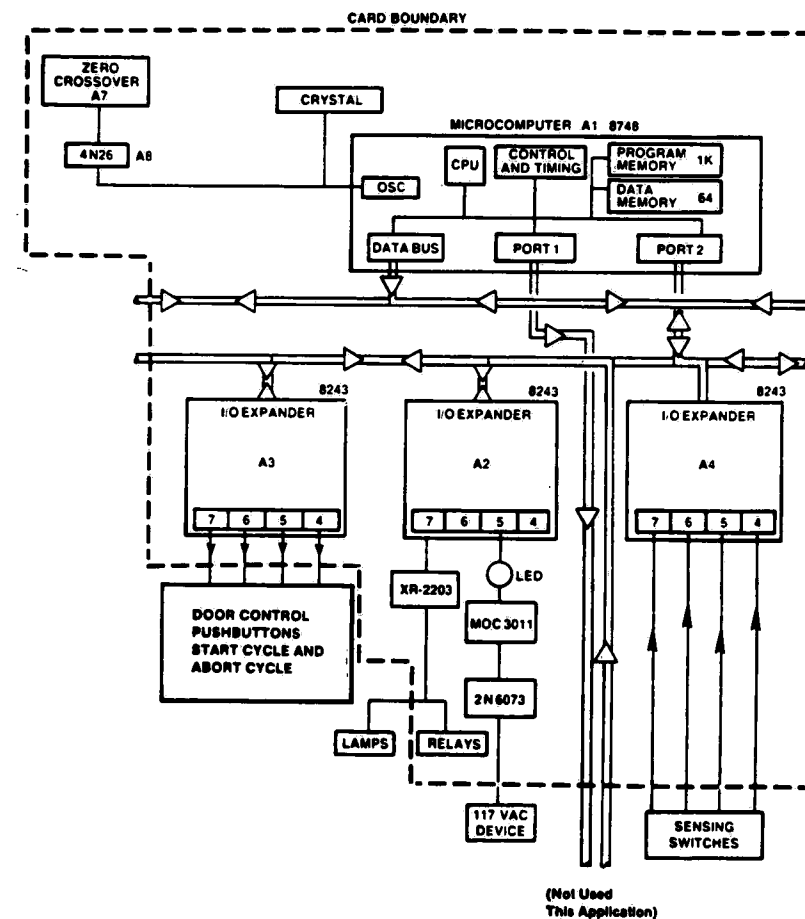 CARD BOUNDARY
ZERO
CROSSOVER
A7
4N26 A8
CRYSTAL
MICROCOMPUTER A1 8748
OSC
CPU
CONTROL
AND TIMING
PROGRAM
MEMORY 1K
DATA
MEMORY 64
DATA BUS
PORT 1
PORT 2
8243
I/O EXPANDER
A3
7 6 5 4
8243
I/O EXPANDER
A2
7 6 5 4
8243
I/O EXPANDER
A4
7 6 5 4
DOOR CONTROL
PUSHBUTTONS
START CYCLE AND
ABORT CYCLE
XR-2203
LED
MOC 3011
2N6073
LAMPS
RELAYS
117 VAC
DEVICE
SENSING
SWITCHES
(Not Used
This Application)